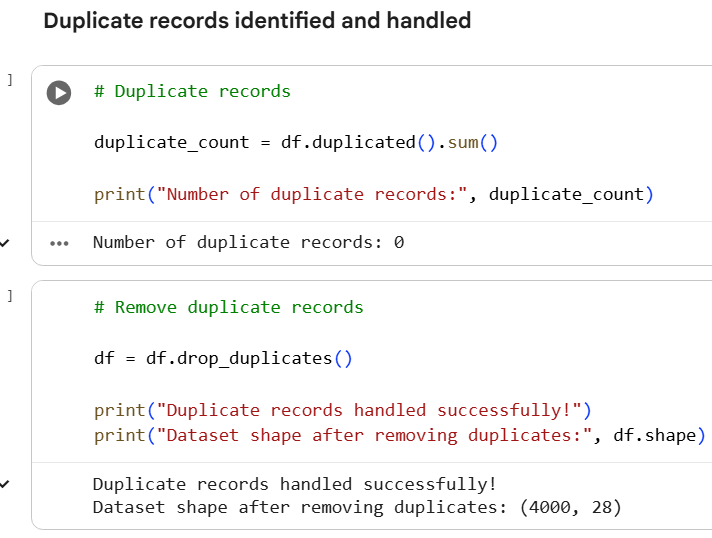 Duplicate records identified and handled
]
# Duplicate records
duplicate_count = df.duplicated().sum()
print("Number of duplicate records:", duplicate_count)
Number of duplicate records: 0
]
# Remove duplicate records
df = df.drop_duplicates()
print("Duplicate records handled successfully!")
print("Dataset shape after removing duplicates:", df.shape)
Duplicate records handled successfully!
Dataset shape after removing duplicates: (4000, 28)